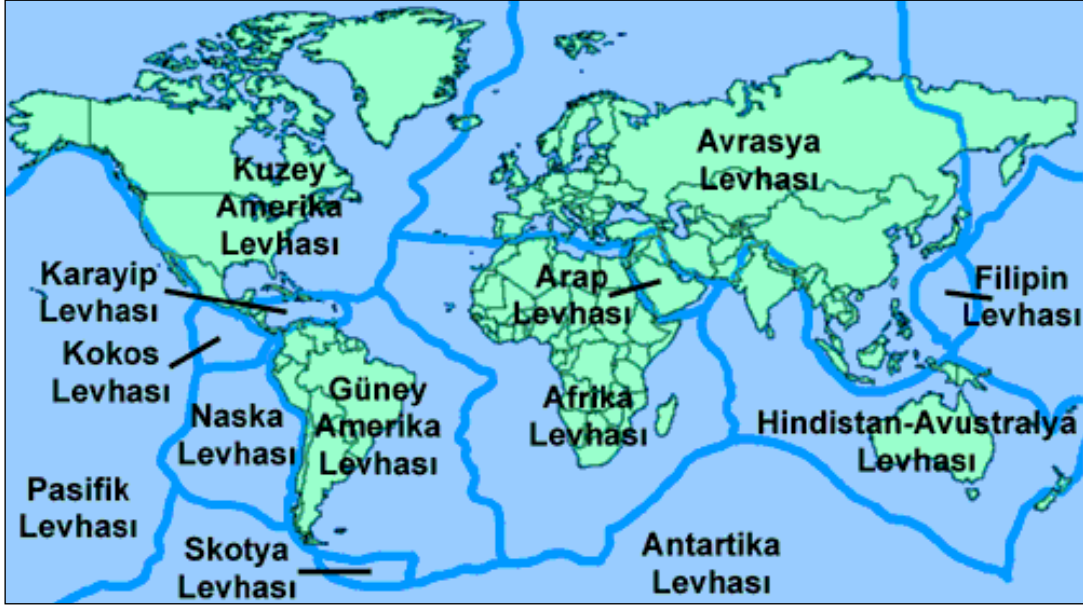 Kuzey
Amerika
Levhası
Avrasya
Levhası
Karayip
Levhası
Arap
Levhası
Filipin
Levhası
Kokos
Levhası
Naska
Levhası
Güney
Amerika
Levhası
Afrika
Levhası
Hindistan-Avustralya
Levhası
Pasifik
Levhası
Skotya
Levhası
Antartika
Levhası